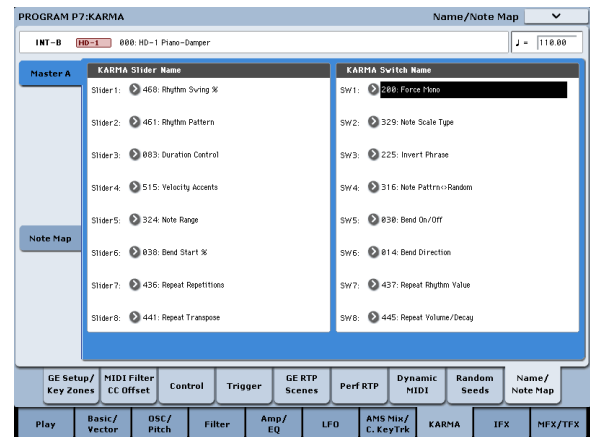 PROGRAM P7:KARMA Name/Note Map
INT-B HD-1 000: HD-1 Piano-Damper ♩ = 110.00
Master A
Note Map
KARMA Slider Name
Slider1: 468: Rhythm Swing %
Slider2: 461: Rhythm Pattern
Slider3: 083: Duration Control
Slider4: 515: Velocity Accents
Slider5: 324: Note Range
Slider6: 038: Bend Start %
Slider7: 436: Repeat Repetitions
Slider8: 441: Repeat Transpose
KARMA Switch Name
SW1: 200: Force Mono
SW2: 329: Note Scale Type
SW3: 225: Invert Phrase
SW4: 316: Note Pattrn<>Random
SW5: 030: Bend On/Off
SW6: 014: Bend Direction
SW7: 437: Repeat Rhythm Value
SW8: 445: Repeat Volume/Decay
GE Setup/ Key Zones
MIDI Filter CC Offset
Control
Trigger
GE RTP Scenes
Perf RTP
Dynamic MIDI
Random Seeds
Name/ Note Map
Play
Basic/ Vector
OSC/ Pitch
Filter
Amp/ EQ
LFO
AMS Mix/ C. KeyTrk
KARMA
IFX
MFX/TFX